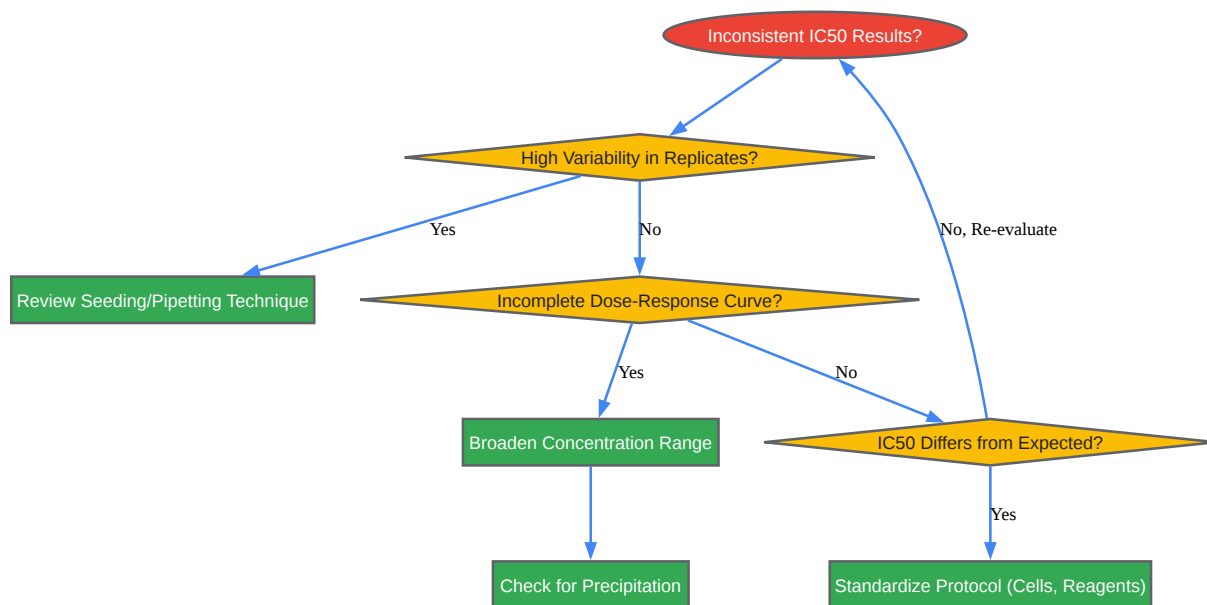 Inconsistent IC50 Results?
High Variability in Replicates?
Yes
No
No, Re-evaluate
Review Seeding/Pipetting Technique
Incomplete Dose-Response Curve?
Yes
No
Broaden Concentration Range
IC50 Differs from Expected?
Yes
Check for Precipitation
Standardize Protocol (Cells, Reagents)